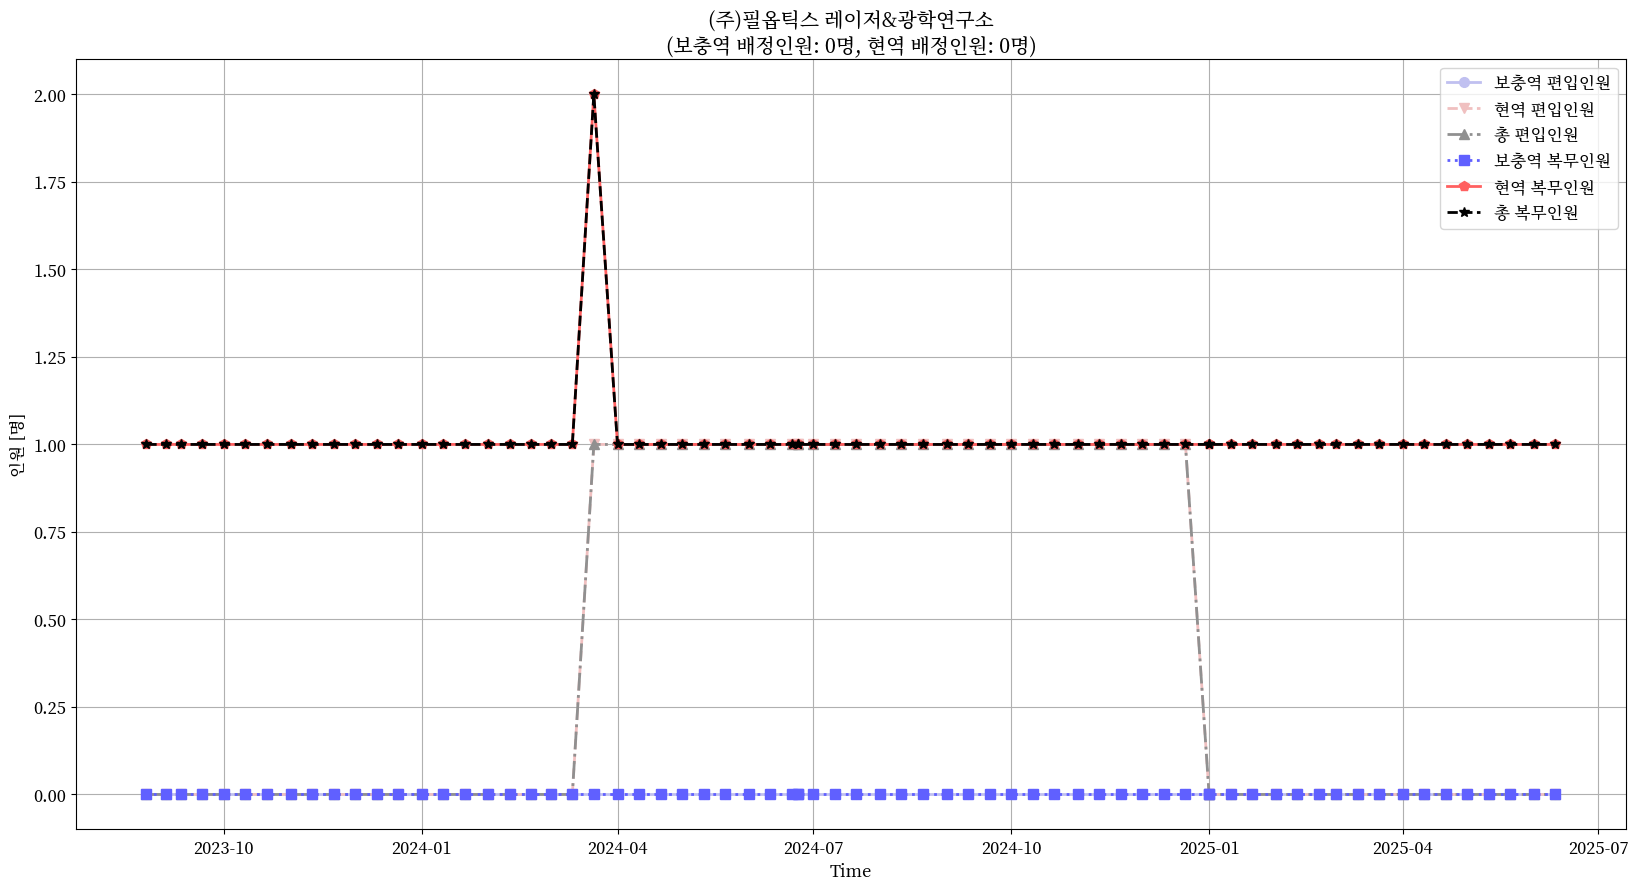 (주)필옵틱스 레이저&광학연구소
(보충역 배정인원: 0명, 현역 배정인원: 0명)
보충역 편입인원
현역 편입인원
총 편입인원
보충역 복무인원
현역 복무인원
총 복무인원
2.00
1.75
1.50
1.25
1.00
0.75
0.50
0.25
0.00
인원 [명]
2023-10
2024-01
2024-04
2024-07
2024-10
2025-01
2025-04
2025-07
Time